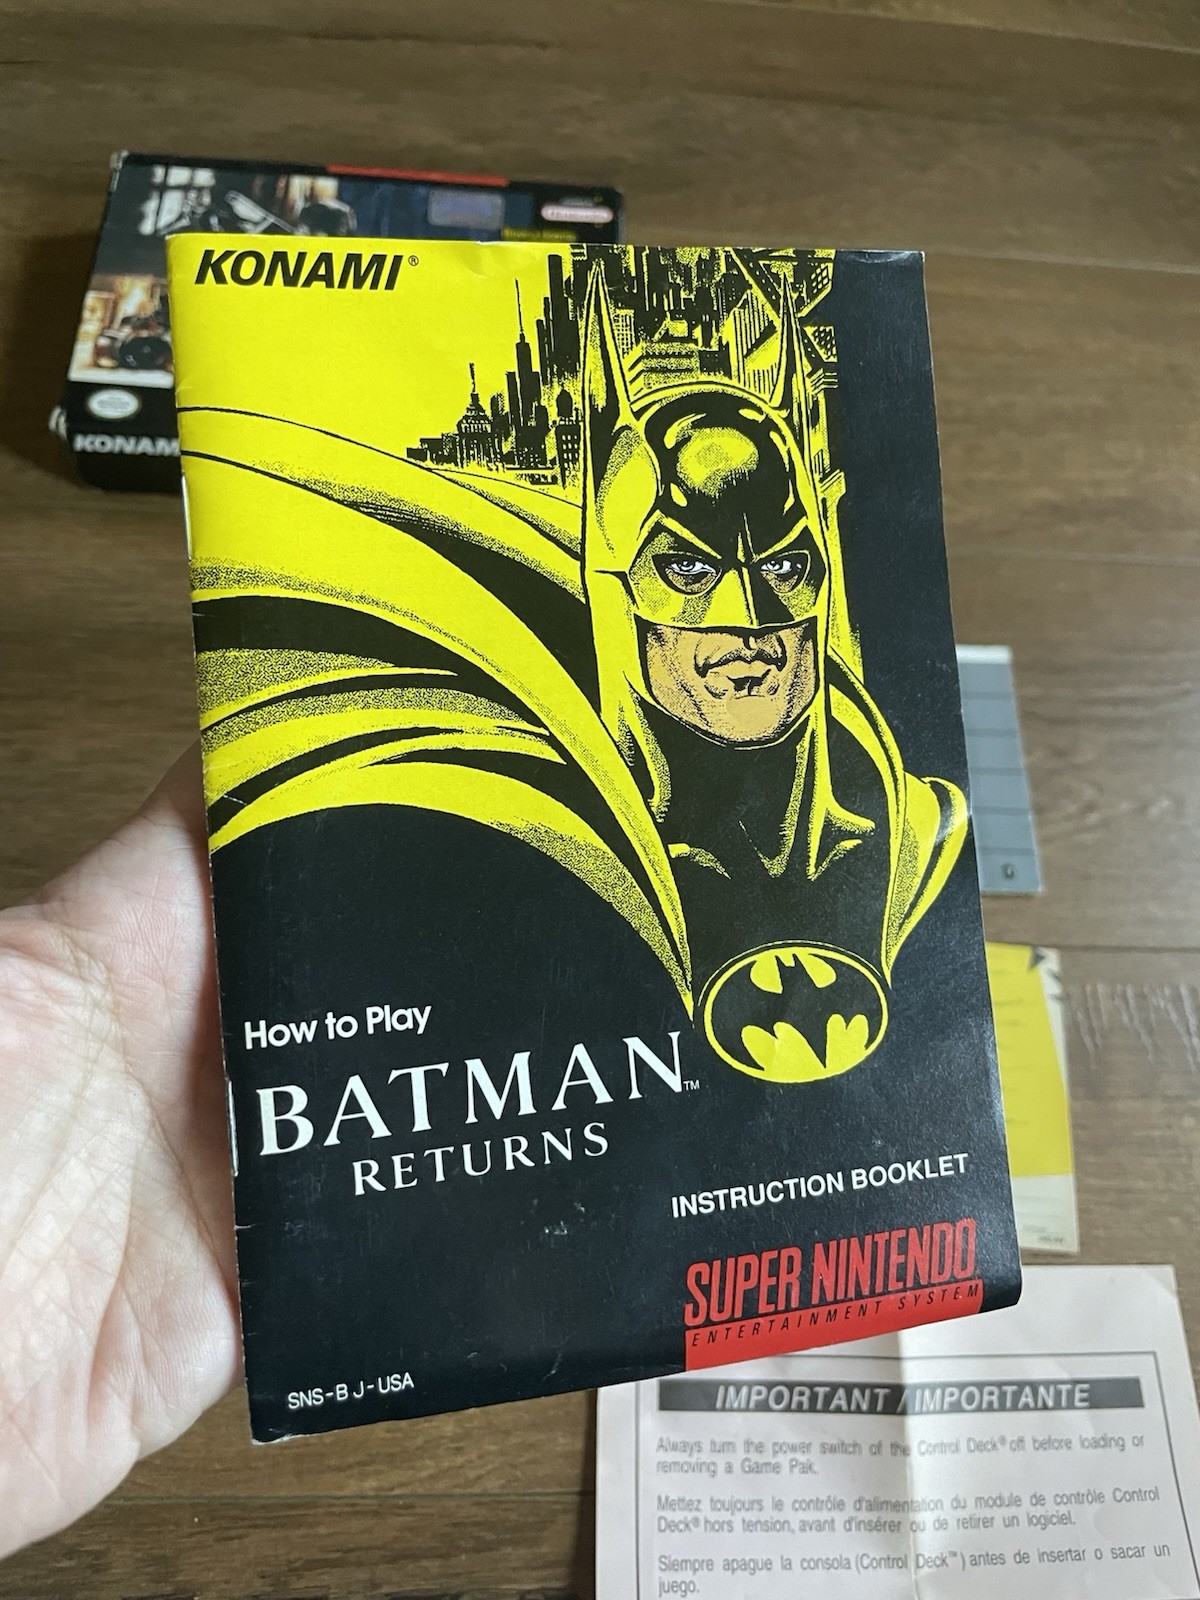 KONAMI®
KONAMI
How to Play
BATMAN™
RETURNS
INSTRUCTION BOOKLET
SUPER NINTENDO
ENTERTAINMENT SYSTEM
SNS-BJ-USA
IMPORTANT / IMPORTANTE
Always turn the power switch of the Control Deck® off before loading or
removing a Game Pak.
Mettez toujours le contrôle d'alimentation du module de contrôle Control
Deck® hors tension, avant d'insérer ou de retirer un logiciel.
Siempre apague la consola (Control Deck™) antes de insertar o sacar un
juego.